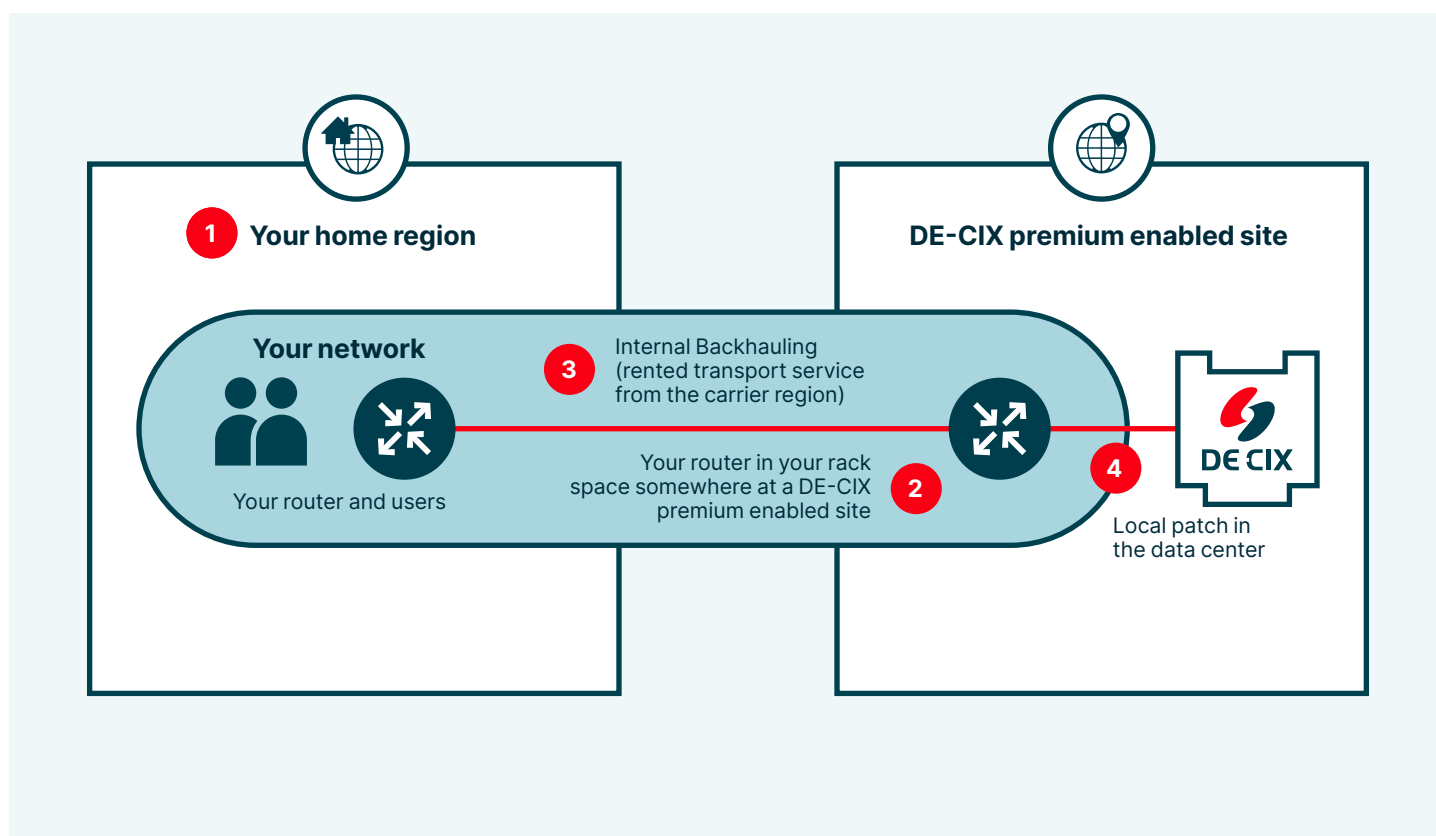 1
Your home region
DE-CIX premium enabled site
Your network
Your router and users
3
Internal Backhauling
(rented transport service
from the carrier region)
Your router in your rack
space somewhere at a DE-CIX
premium enabled site
2
4
DE CIX
Local patch in
the data center